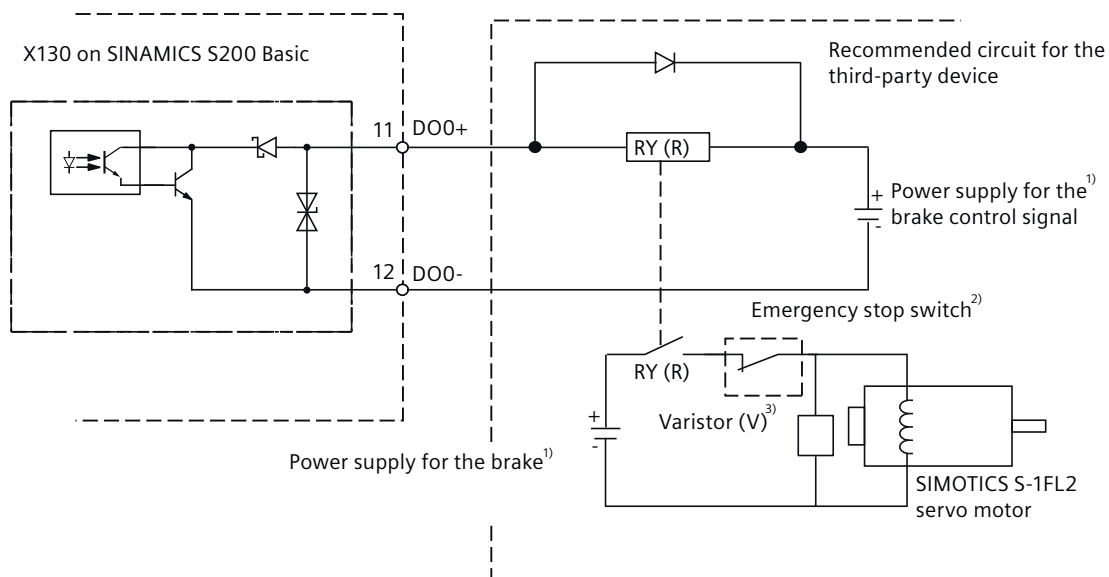 X130 on SINAMICS S200 Basic
Recommended circuit for the
third-party device
11 DO0+
RY (R)
+
Power supply for the1)
brake control signal
-
12 DO0-
Emergency stop switch2)
RY (R)
+
-
Varistor (V)3)
Power supply for the brake1)
SIMOTICS S-1FL2
servo motor